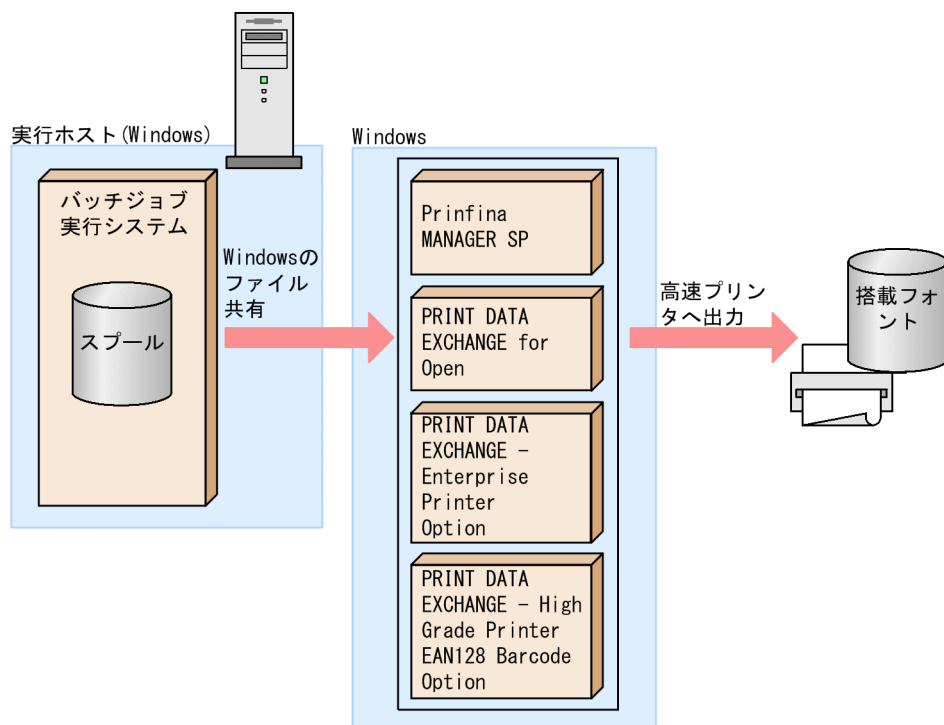 実行ホスト(Windows)
バッチジョブ
実行システム
スプール
Windowsの
ファイル
共有
Windows
Prinfina
MANAGER SP
PRINT DATA
EXCHANGE for
Open
PRINT DATA
EXCHANGE − 
Enterprise
Printer
Option
PRINT DATA
EXCHANGE − High
Grade Printer
EAN128 Barcode
Option
高速プリン
タへ出力
搭載フォ
ント